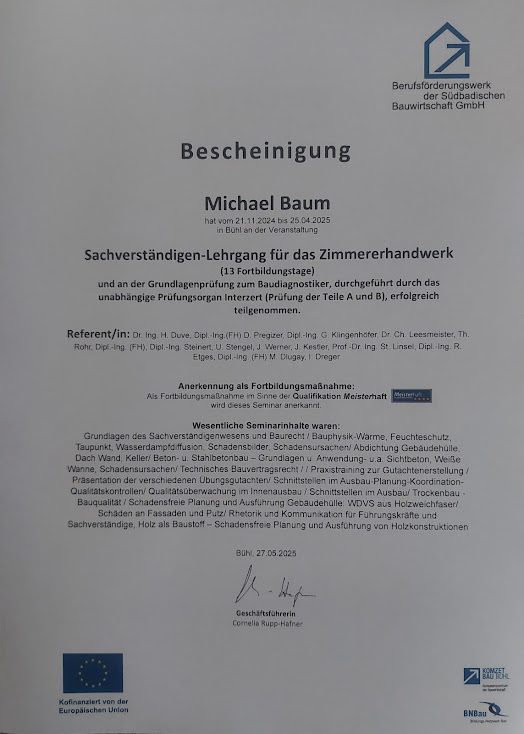 Berufsförderungswerk
der Südbadischen
Bauwirtschaft GmbH
Bescheinigung
Michael Baum
hat vom 21.11.2024 bis 25.04.2025
in Bühl an der Veranstaltung
Sachverständigen-Lehrgang für das Zimmererhandwerk
(13 Fortbildungstage)
und an der Grundlagenprüfung zum Baudiagnostiker, durchgeführt durch das
unabhängige Prüfungsorgan Interzert (Prüfung der Teile A und B), erfolgreich
teilgenommen.
Referent/in: Dr. Ing. H. Duve, Dipl.-Ing.(FH) D. Pregizer, Dipl.-Ing. G. Klingenhöfer, Dr. Ch. Leesmeister, Th.
Rohr, Dipl.-Ing. (FH), Dipl.-Ing. Steinert, U. Stengel, J. Werner, J. Kestler, Prof.-Dr. Ing. St. Linsel, Dipl.-Ing. R.
Etges, Dipl.-Ing. (FH) M. Dlugay, I. Dreger
Anerkennung als Fortbildungsmaßnahme:
Als Fortbildungsmaßnahme im Sinne der Qualifikation Meisterhaft
wird dieses Seminar anerkannt.
Meisterhaft
Wesentliche Seminarinhalte waren:
Grundlagen des Sachverständigenwesens und Baurecht / Bauphysik-Wärme, Feuchteschutz,
Taupunkt, Wasserdampfdiffusion, Schadensbilder, Schadensursachen/ Abdichtung Gebäudehülle,
Dach Wand, Keller/ Beton- u. Stahlbetonbau – Grundlagen u. Anwendung- u.a. Sichtbeton, Weiße
Wanne, Schadensursachen/ Technisches Bauvertragsrecht / / Praxistraining zur Gutachtenerstellung /
Präsentation der verschiedenen Übungsgutachten/ Schnittstellen im Ausbau-Planung-Koordination-
Qualitätskontrollen/ Qualitätsüberwachung im Innenausbau / Schnittstellen im Ausbau/ Trockenbau -
Bauqualität / Schadensfreie Planung und Ausführung Gebäudehülle: WDVS aus Holzweichfaser/
Schäden an Fassaden und Putz/ Rhetorik und Kommunikation für Führungskräfte und
Sachverständige, Holz als Baustoff – Schadensfreie Planung und Ausführung von Holzkonstruktionen
Bühl, 27.05.2025
Geschäftsführerin
Cornelia Rupp-Hafner
Kofinanziert von der
Europäischen Union
KOMZET
BAU BÜHL
Kompetenzzentrum
der Bauwirtschaft
BNBau
Bildungs-Netzwerk Bau